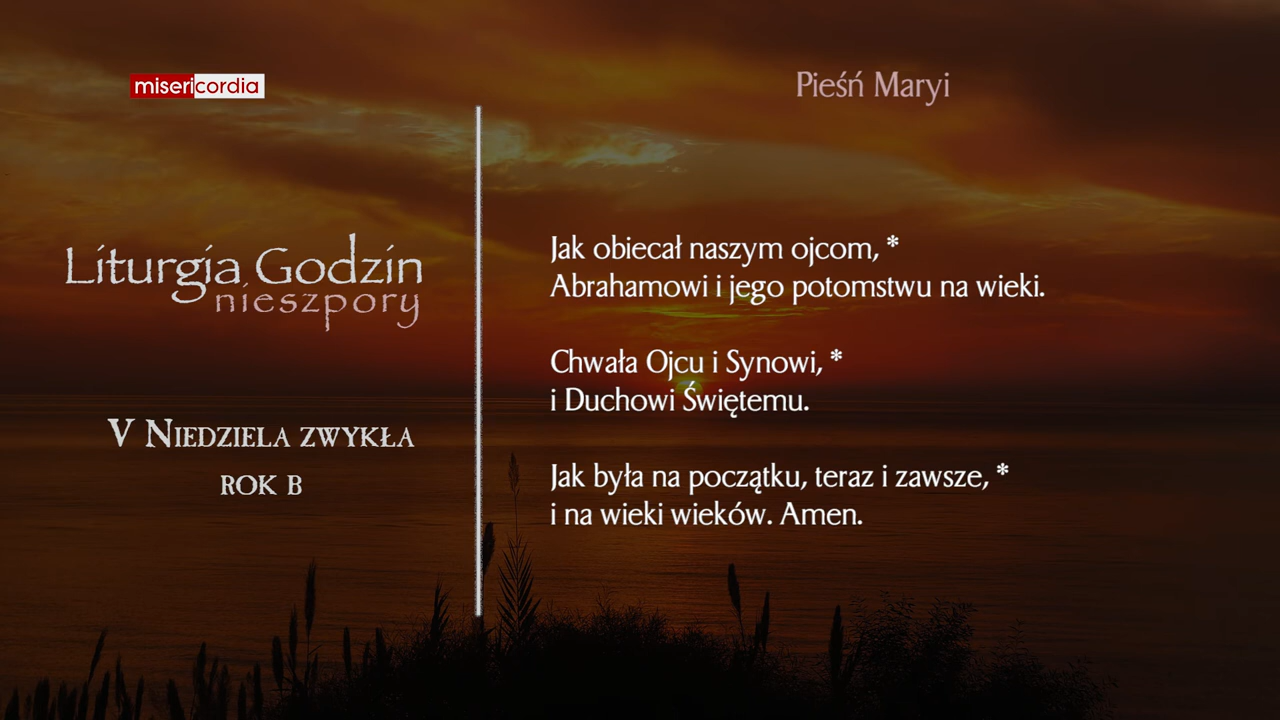 misericordia
Liturgia Godzin
nieszpory
V Niedziela zwykła
rok B
Pieśń Maryi
Jak obiecał naszym ojcom, *
Abrahamowi i jego potomstwu na wieki.
Chwała Ojcu i Synowi, *
i Duchowi Świętemu.
Jak była na początku, teraz i zawsze, *
i na wieki wieków. Amen.